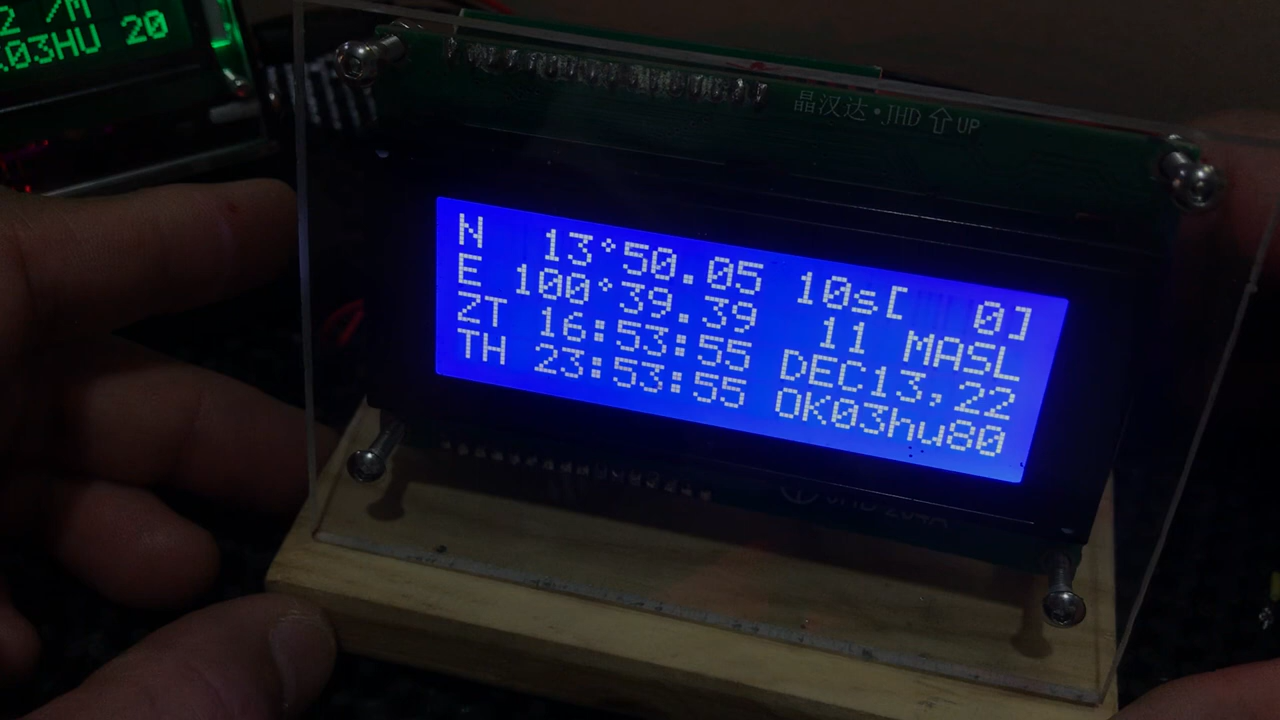 2 /M
K03HU 20
晶汉达·JHD ⇧UP
N 13°50.05 10s[ 0]
E 100°39.39 11 MASL
ZT 16:53:55 DEC13,22
TH 23:53:55 OK03hu80